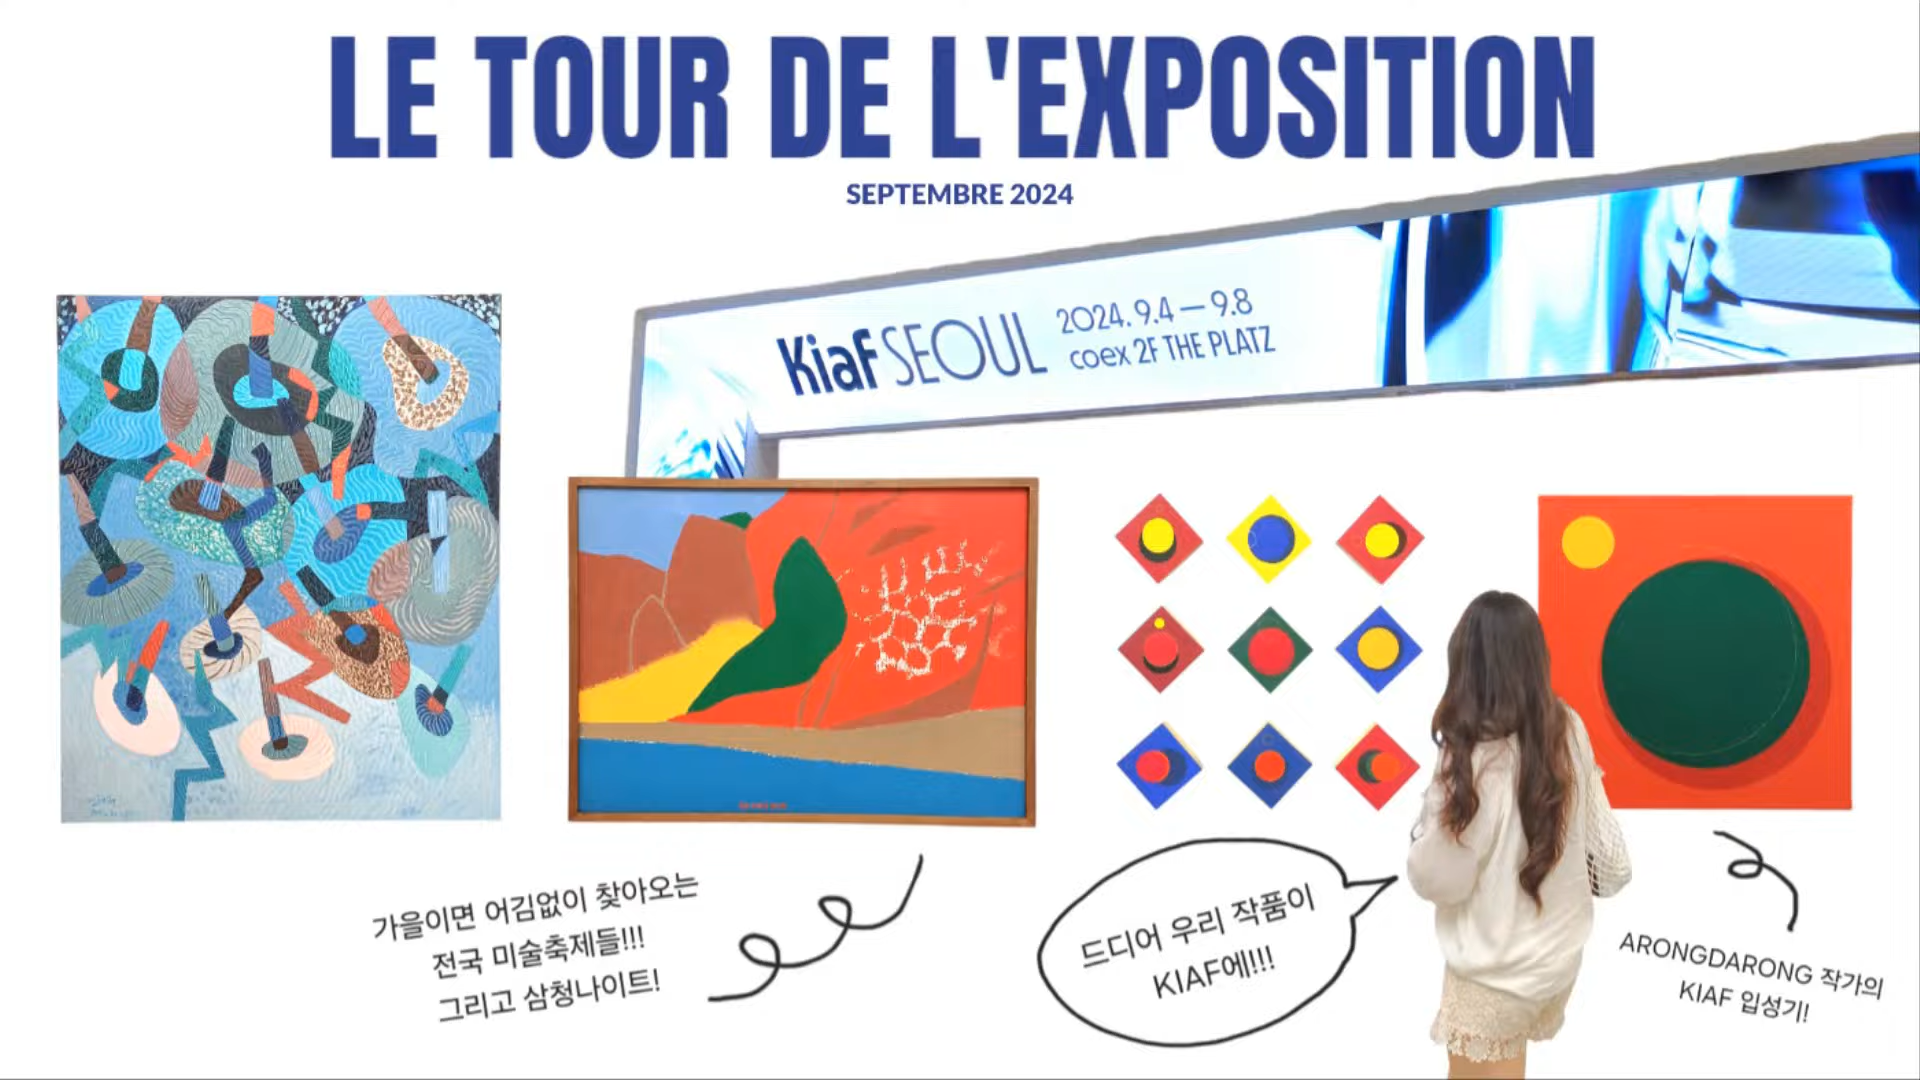 LE TOUR DE L'EXPOSITION
SEPTEMBRE 2024
Kiaf SEOUL
2024. 9.4 — 9.8
coex 2F THE PLATZ
가을이면 어김없이 찾아오는
전국 미술축제들!!!
그리고 삼청나이트!
드디어 우리 작품이
KIAF에!!!
ARONGDARONG 작가의
KIAF 입성기!